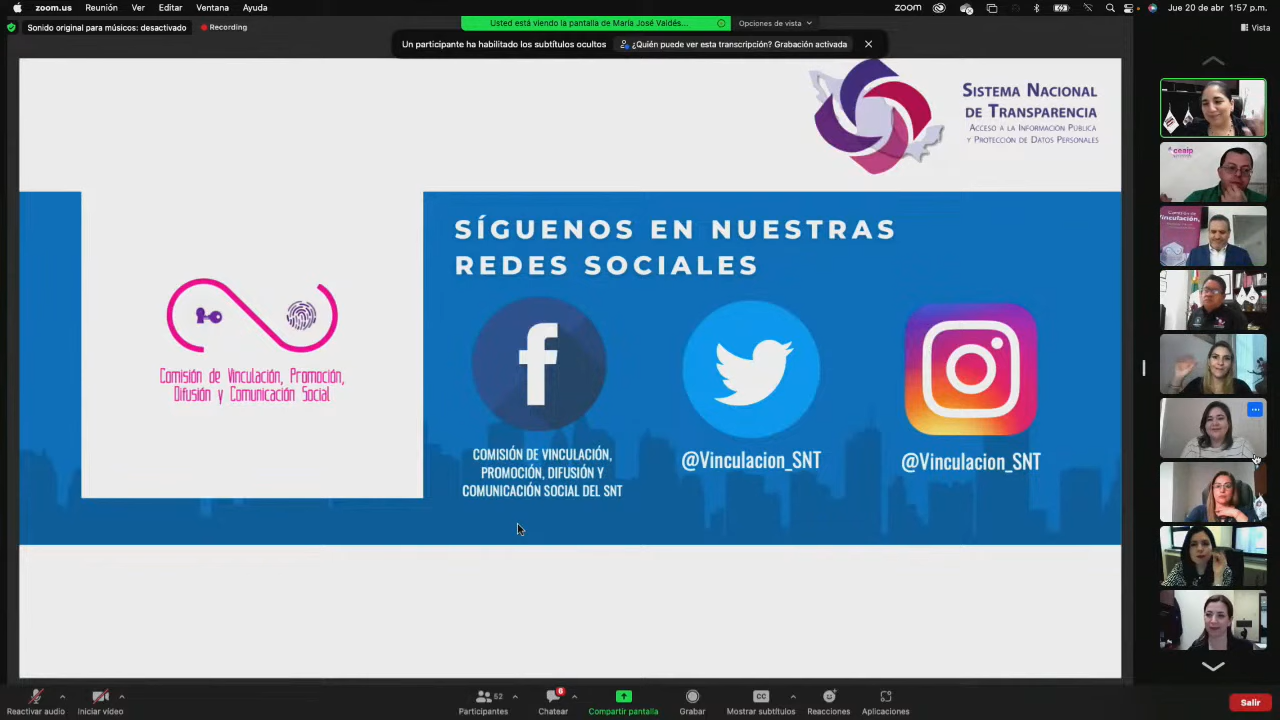 zoom.us
Reunión
Ver
Editar
Ventana
Ayuda
zoom
Jue 20 de abr 1:57 p.m.
Sonido original para músicos: desactivado
Recording
Usted está viendo la pantalla de María José Valdés...
Opciones de vista
Vista
Un participante ha habilitado los subtítulos ocultos
¿Quién puede ver esta transcripción? Grabación activada
SISTEMA NACIONAL
DE TRANSPARENCIA
ACCESO A LA INFORMACIÓN PÚBLICA
Y PROTECCIÓN DE DATOS PERSONALES
SÍGUENOS EN NUESTRAS
REDES SOCIALES
Comisión de Vinculación, Promoción,
Difusión y Comunicación Social
COMISIÓN DE VINCULACIÓN,
PROMOCIÓN, DIFUSIÓN Y
COMUNICACIÓN SOCIAL DEL SNT
@Vinculacion_SNT
@Vinculacion_SNT
Reactivar audio
Iniciar vídeo
52
Participantes
6
Chatear
Compartir pantalla
Grabar
CC
Mostrar subtítulos
Reacciones
Aplicaciones
Salir